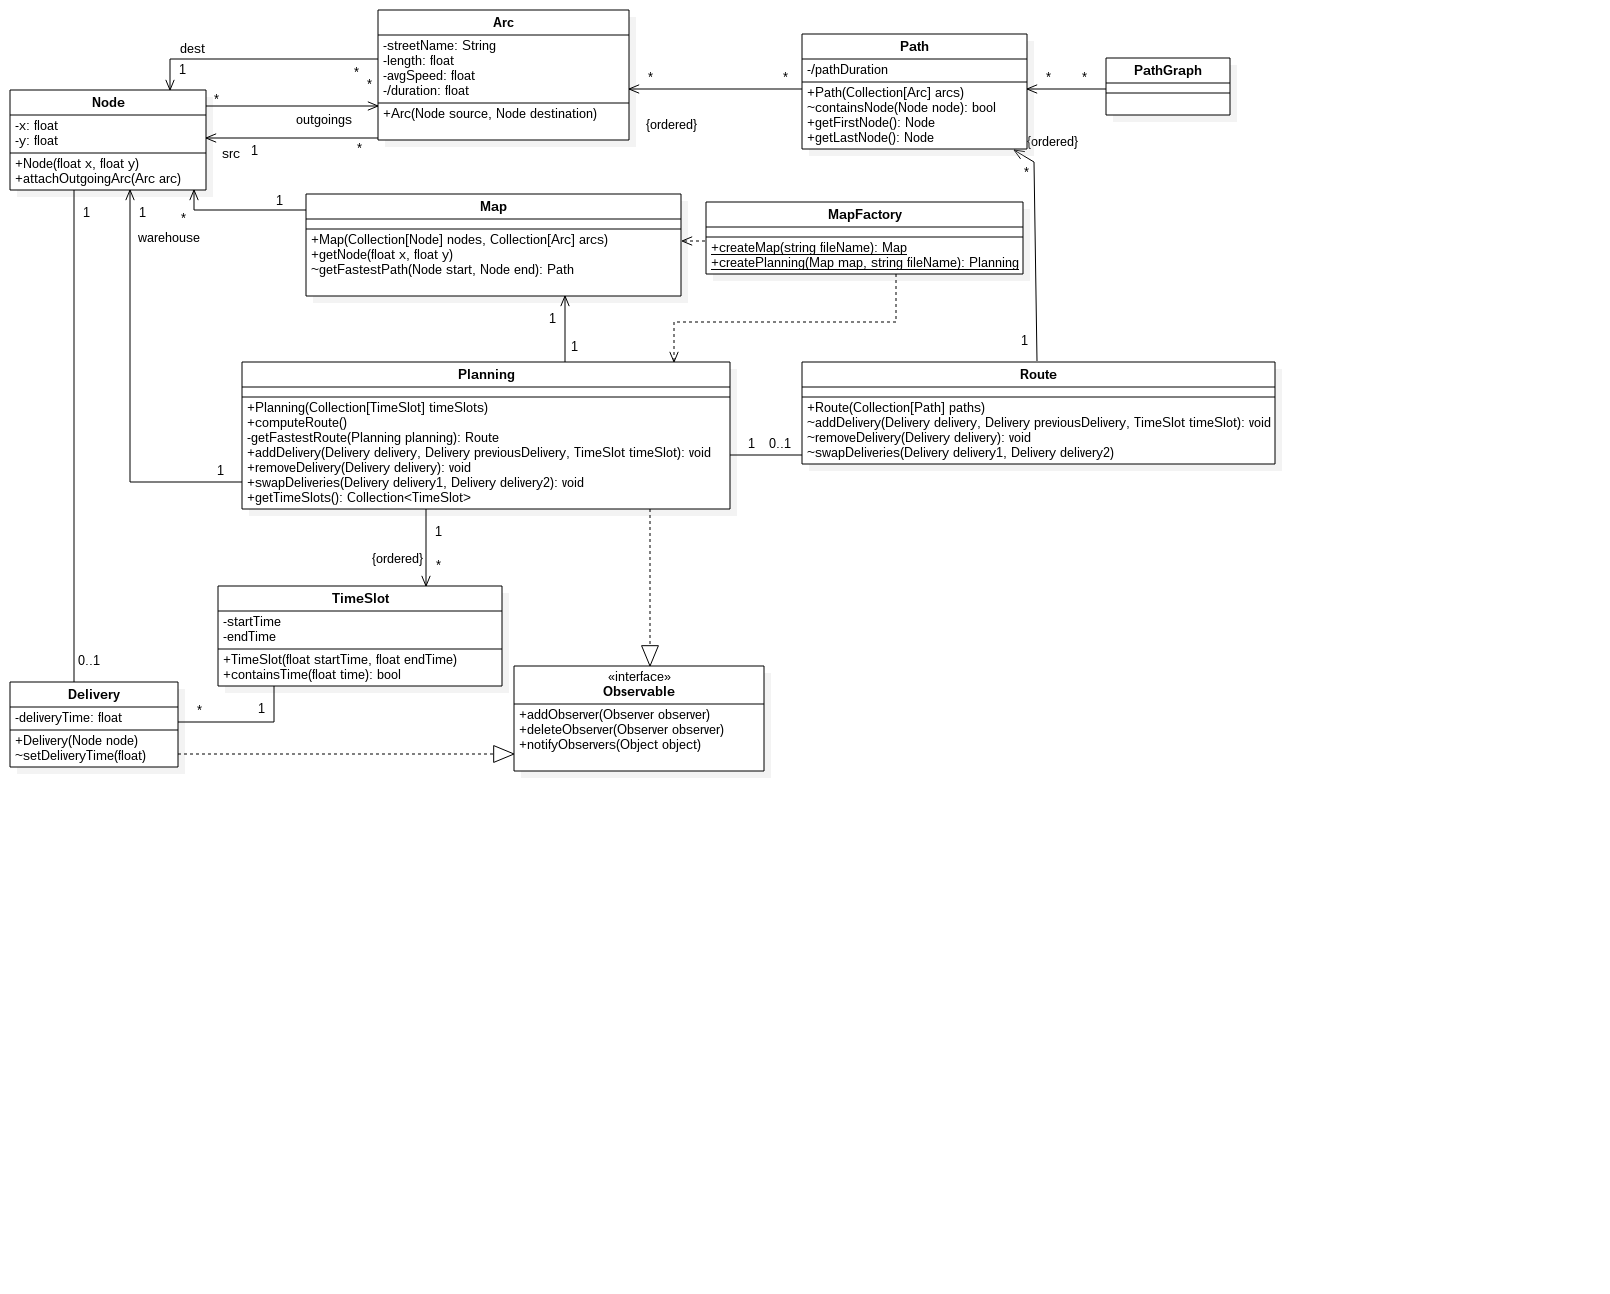 Arc
-streetName: String
-length: float
-avgSpeed: float
-/duration: float
+Arc(Node source, Node destination)
dest
1
*
*
*
outgoings
src
1
*
Node
-x: float
-y: float
+Node(float x, float y)
+attachOutgoingArc(Arc arc)
Path
-/pathDuration
+Path(Collection[Arc] arcs)
~containsNode(Node node): bool
+getFirstNode(): Node
+getLastNode(): Node
*
*
{ordered}
*
*
PathGraph
{ordered}
*
1
1
1
*
warehouse
1
Map
+Map(Collection[Node] nodes, Collection[Arc] arcs)
+getNode(float x, float y)
~getFastestPath(Node start, Node end): Path
MapFactory
+createMap(string fileName): Map
+createPlanning(Map map, string fileName): Planning
1
1
Planning
+Planning(Collection[TimeSlot] timeSlots)
+computeRoute()
-getFastestRoute(Planning planning): Route
+addDelivery(Delivery delivery, Delivery previousDelivery, TimeSlot timeSlot): void
+removeDelivery(Delivery delivery): void
+swapDeliveries(Delivery delivery1, Delivery delivery2): void
+getTimeSlots(): Collection<TimeSlot>
1
1
0..1
Route
+Route(Collection[Path] paths)
~addDelivery(Delivery delivery, Delivery previousDelivery, TimeSlot timeSlot): void
~removeDelivery(Delivery delivery): void
~swapDeliveries(Delivery delivery1, Delivery delivery2)
1
{ordered}
*
TimeSlot
-startTime
-endTime
+TimeSlot(float startTime, float endTime)
+containsTime(float time): bool
0..1
*
1
Delivery
-deliveryTime: float
+Delivery(Node node)
~setDeliveryTime(float)
«interface»
Observable
+addObserver(Observer observer)
+deleteObserver(Observer observer)
+notifyObservers(Object object)